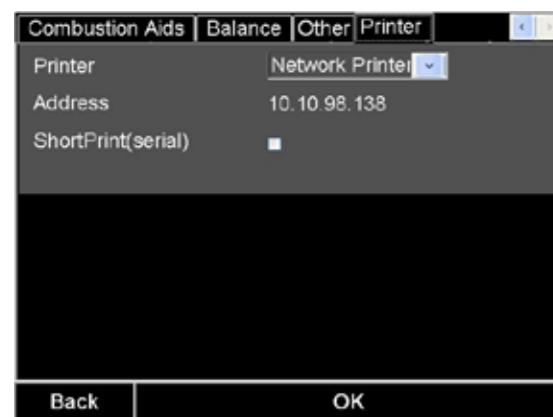 Combustion Aids Balance Other Printer
Printer Network Printer
Address 10.10.98.138
ShortPrint(serial)
Back OK